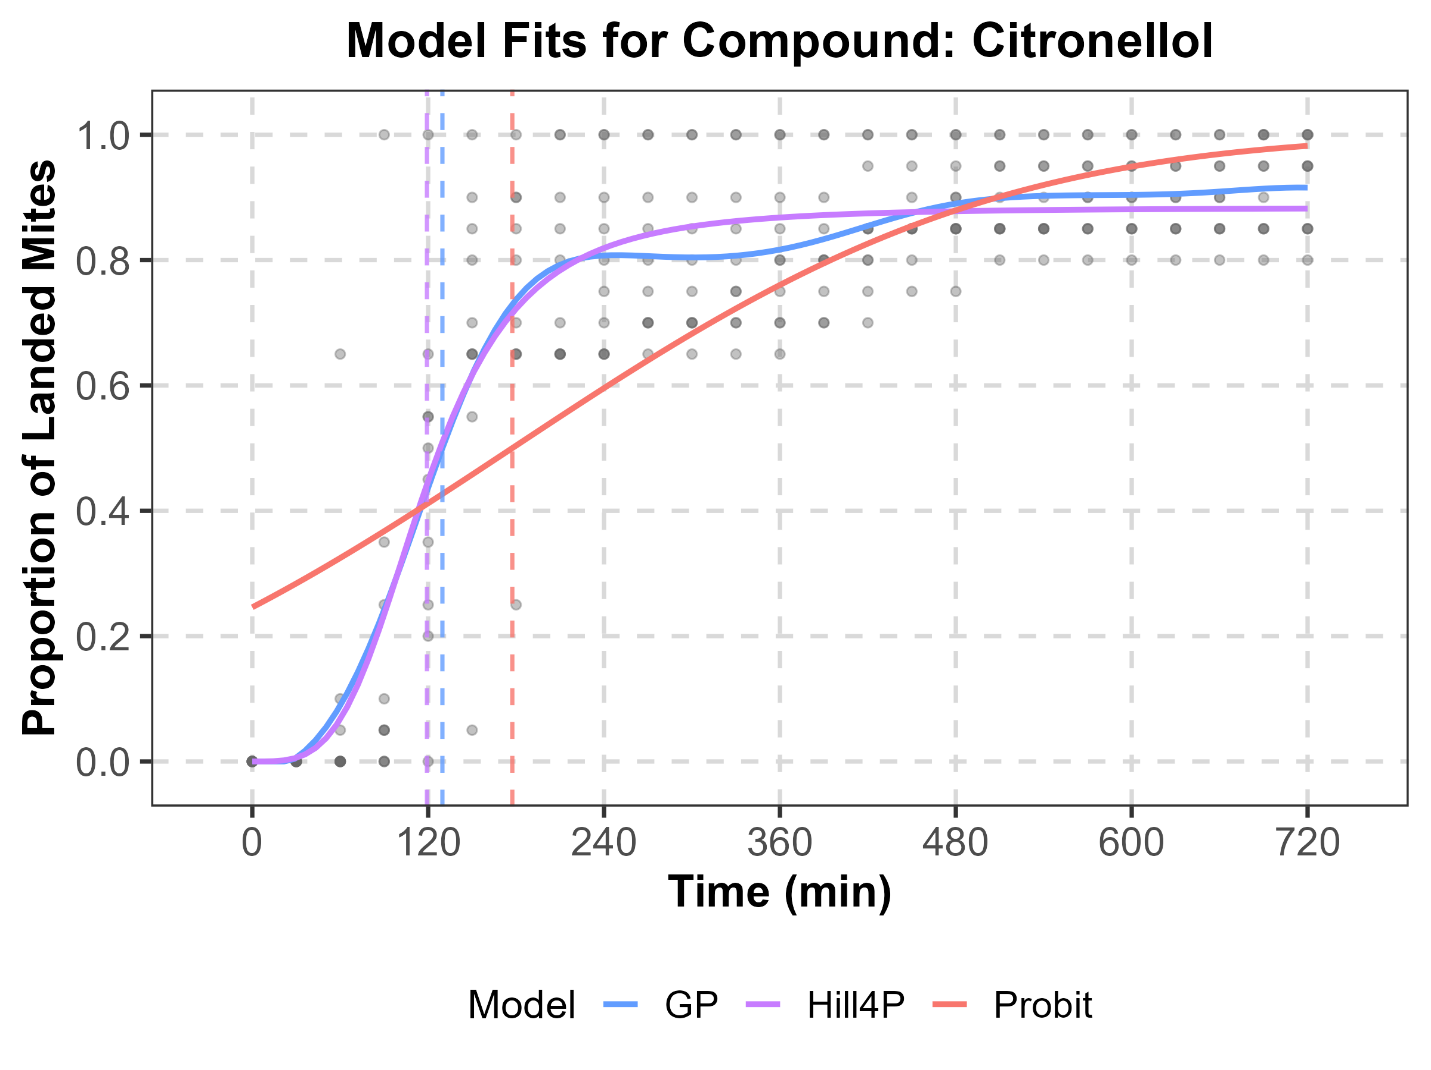 Model Fits for Compound: Citronellol
Proportion of Landed Mites
1.0
0.8
0.6
0.4
0.2
0.0
0 120 240 360 480 600 720
Time (min)
Model GP Hill4P Probit